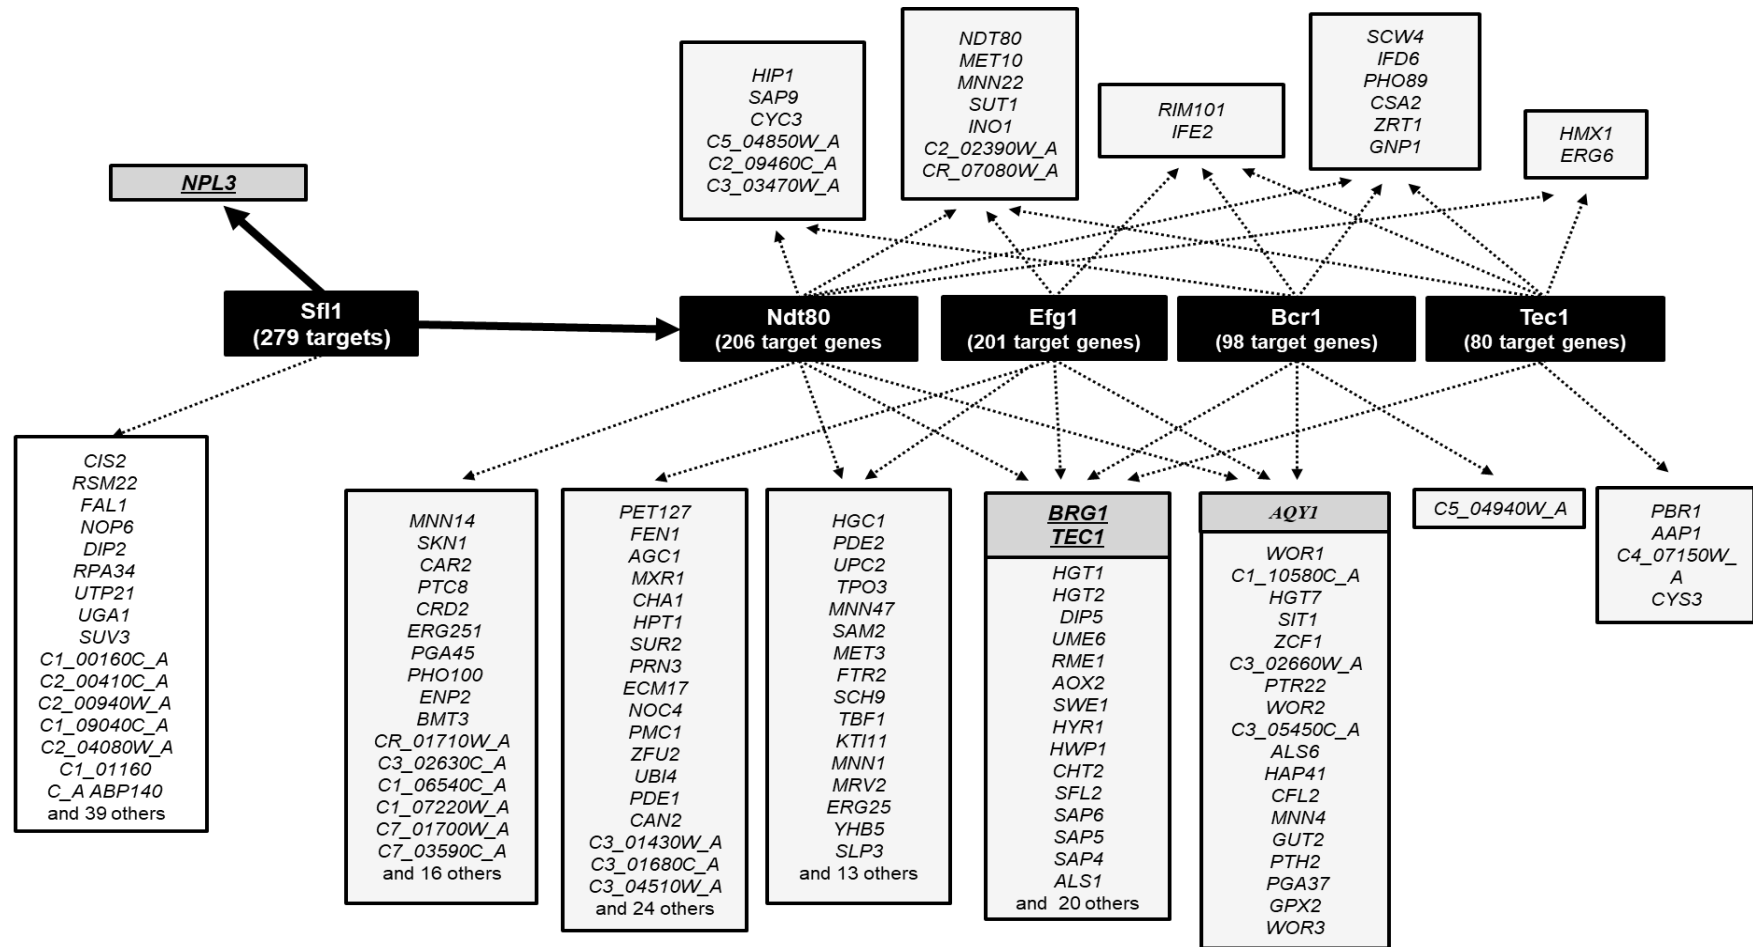 HIP1
SAP9
CYC3
C5_04850W_A
C2_09460C_A
C3_03470W_A
NDT80
MET10
MNN22
SUT1
INO1
C2_02390W_A
CR_07080W_A
RIM101
IFE2
SCW4
IFD6
PHO89
CSA2
ZRT1
GNP1
HMX1
ERG6
NPL3
Sfl1
(279 targets)
Ndt80
(206 target genes
Efg1
(201 target genes)
Bcr1
(98 target genes)
Tec1
(80 target genes)
CIS2
RSM22
FAL1
NOP6
DIP2
RPA34
UTP21
UGA1
SUV3
C1_00160C_A
C2_00410C_A
C2_00940W_A
C1_09040C_A
C2_04080W_A
C1_01160
C_A ABP140
and 39 others
MNN14
SKN1
CAR2
PTC8
CRD2
ERG251
PGA45
PHO100
ENP2
BMT3
CR_01710W_A
C3_02630C_A
C1_06540C_A
C1_07220W_A
C7_01700W_A
C7_03590C_A
and 16 others
PET127
FEN1
AGC1
MXR1
CHA1
HPT1
SUR2
PRN3
ECM17
NOC4
PMC1
ZFU2
UBI4
PDE1
CAN2
C3_01430W_A
C3_01680C_A
C3_04510W_A
and 24 others
HGC1
PDE2
UPC2
TPO3
MNN47
SAM2
MET3
FTR2
SCH9
TBF1
KTI11
MNN1
MRV2
ERG25
YHB5
SLP3
and 13 others
BRG1
TEC1
HGT1
HGT2
DIP5
UME6
RME1
AOX2
SWE1
HYR1
HWP1
CHT2
SFL2
SAP6
SAP5
SAP4
ALS1
and 20 others
AQY1
WOR1
C1_10580C_A
HGT7
SIT1
ZCF1
C3_02660W_A
PTR22
WOR2
C3_05450C_A
ALS6
HAP41
CFL2
MNN4
GUT2
PTH2
PGA37
GPX2
WOR3
C5_04940W_A
PBR1
AAP1
C4_07150W_
A
CYS3